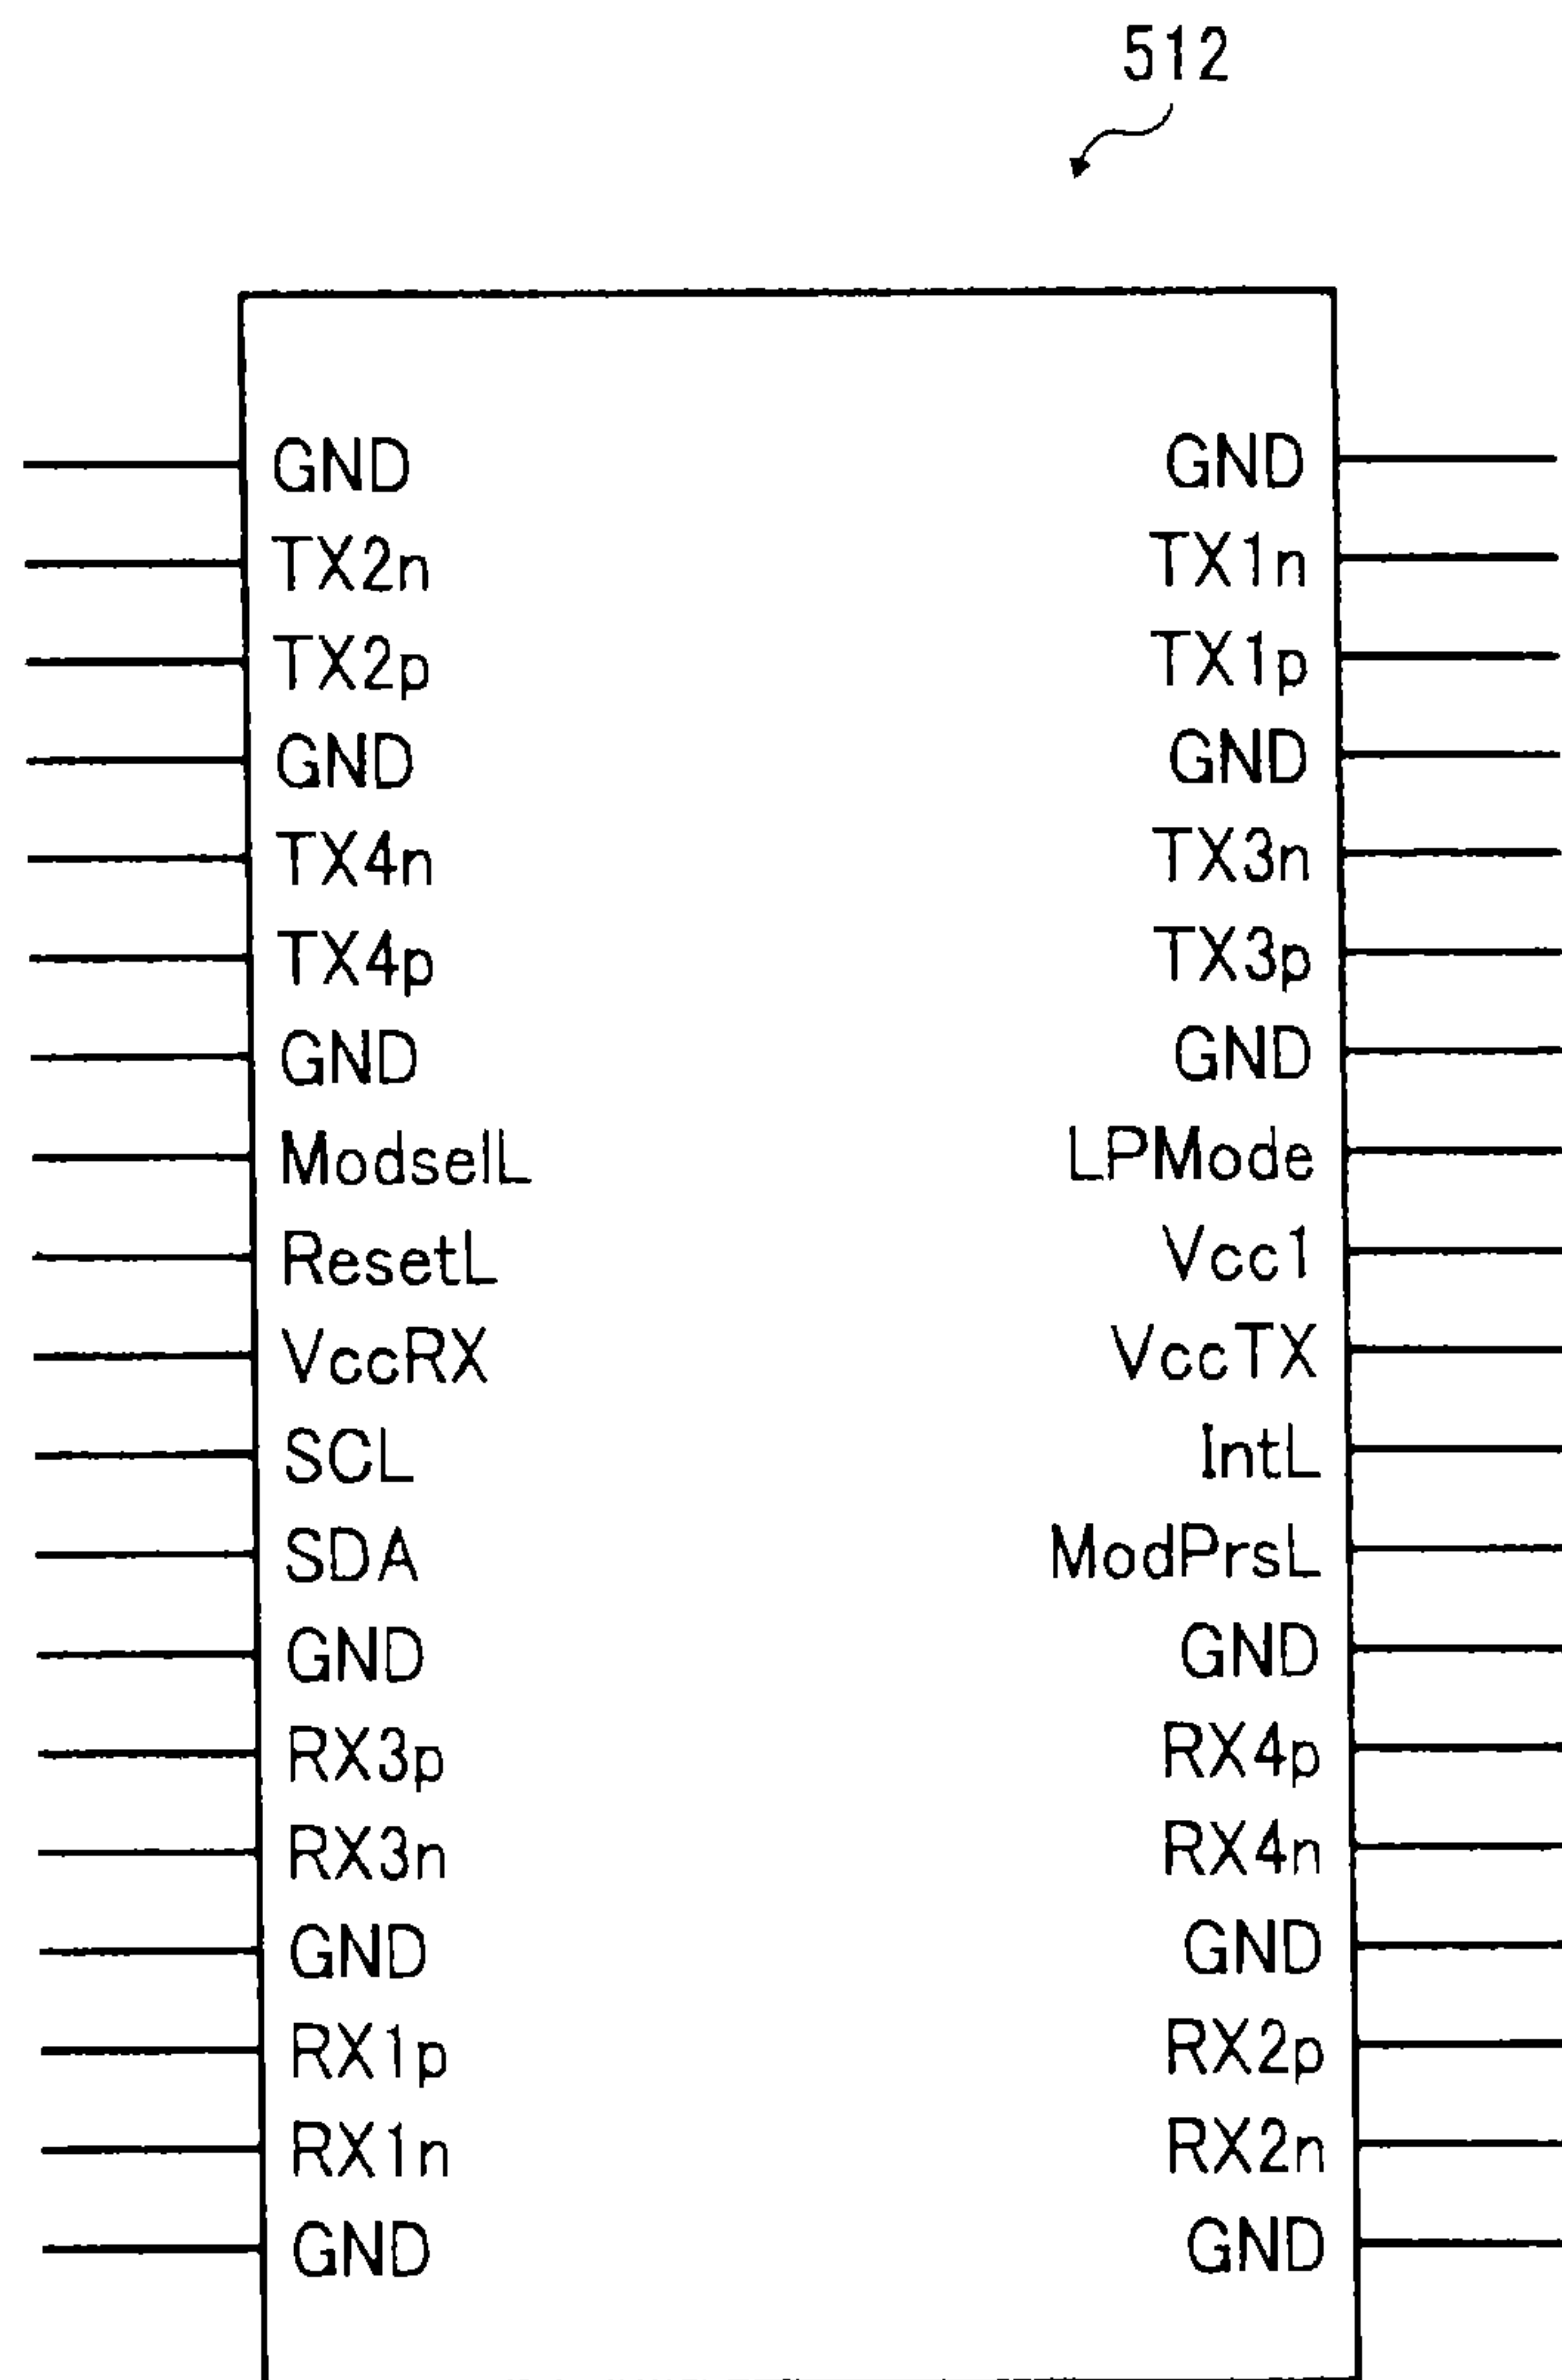 512
GND GND
TX2n TX1n
TX2p TX1p
GND GND
TX4n TX3n
TX4p TX3p
GND GND
ModselL LPMode
ResetL Vcc1
VccRX VccTX
SCL IntL
SDA ModPrsL
GND GND
RX3p RX4p
RX3n RX4n
GND GND
RX1p RX2p
RX1n RX2n
GND GND